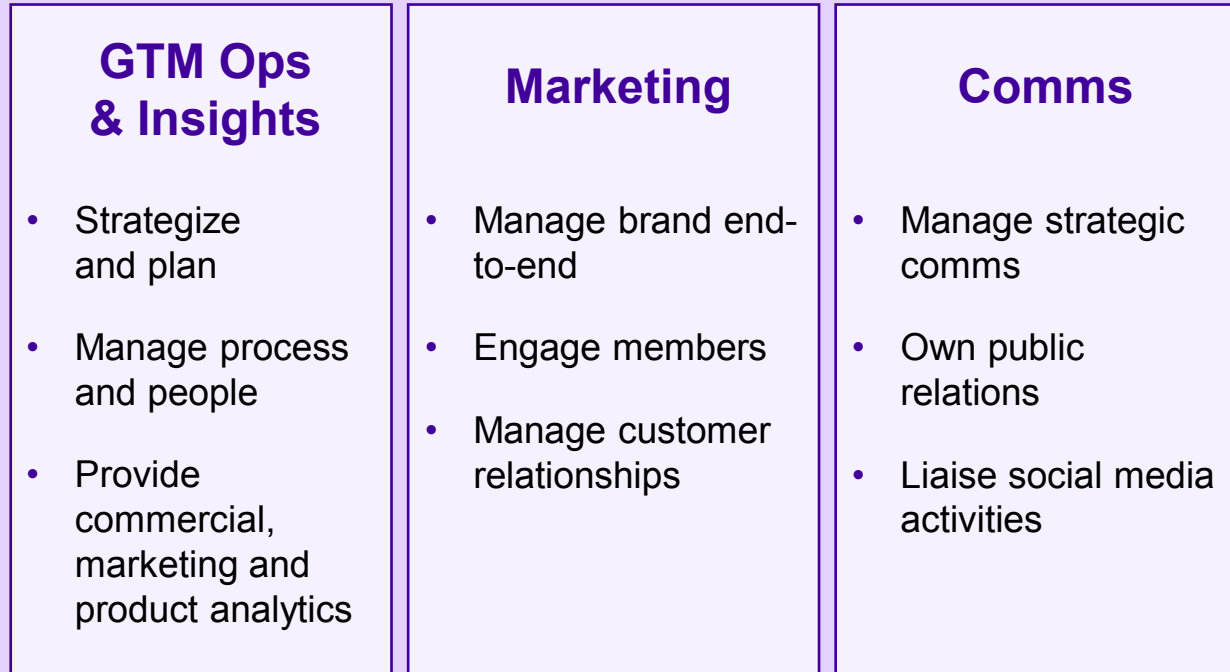 GTM Ops
& Insights
• Strategize
and plan
• Manage process
and people
• Provide
commercial,
marketing and
product analytics
Marketing
• Manage brand end-
to-end
• Engage members
• Manage customer
relationships
Comms
• Manage strategic
comms
• Own public
relations
• Liaise social media
activities